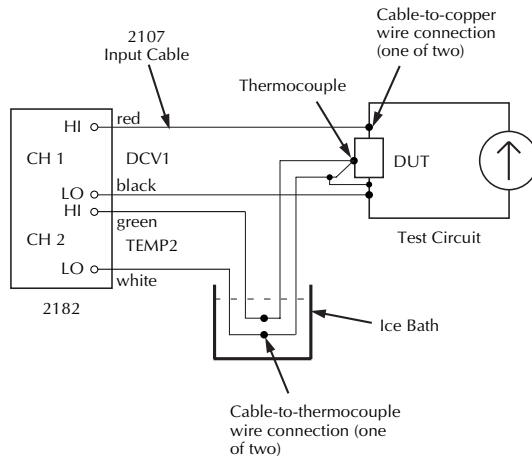 Cable-to-copper
wire connection
(one of two)
2107
Input Cable
Thermocouple
HI
red
CH 1
DCV1
DUT
LO
black
HI
green
Test Circuit
CH 2
TEMP2
LO
white
2182
Ice Bath
Cable-to-thermocouple
wire connection (one
of two)